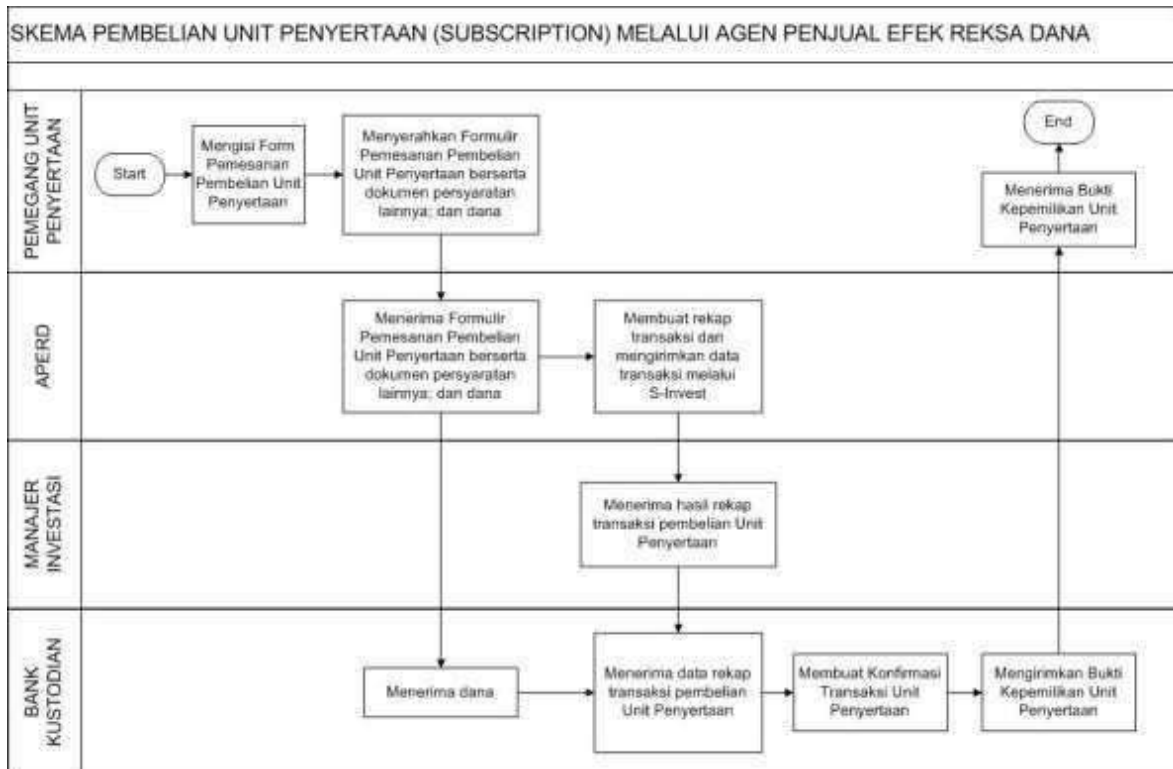 SKEMA PEMBELIAN UNIT PENYERTAAN (SUBSCRIPTION) MELALUI AGEN PENJUAL EFEK REKSA DANA
PEMEGANG UNIT
PENYERTAAN
Start
Mengisi Form
Pemesanan
Pembelian Unit
Penyertaan
Menyerahkan Formulir
Pemesanan Pembelian
Unit Penyertaan berserta
dokumen persyaratan
lainnya; dan dana
End
Menerima Bukti
Kepemilikan Unit
Penyertaan
APERD
Menerima Formulir
Pemesanan Pembelian
Unit Penyertaan berserta
dokumen persyaratan
lainnya; dan dana
Membuat rekap
transaksi dan
mengirimkan data
transaksi melalui
S-Invest
MANAJER
INVESTASI
Menerima hasil rekap
transaksi pembelian Unit
Penyertaan
BANK
KUSTODIAN
Menerima dana
Menerima data rekap
transaksi pembelian
Unit Penyertaan
Membuat Konfirmasi
Transaksi Unit
Penyertaan
Mengirimkan Bukti
Kepemilikan Unit
Penyertaan